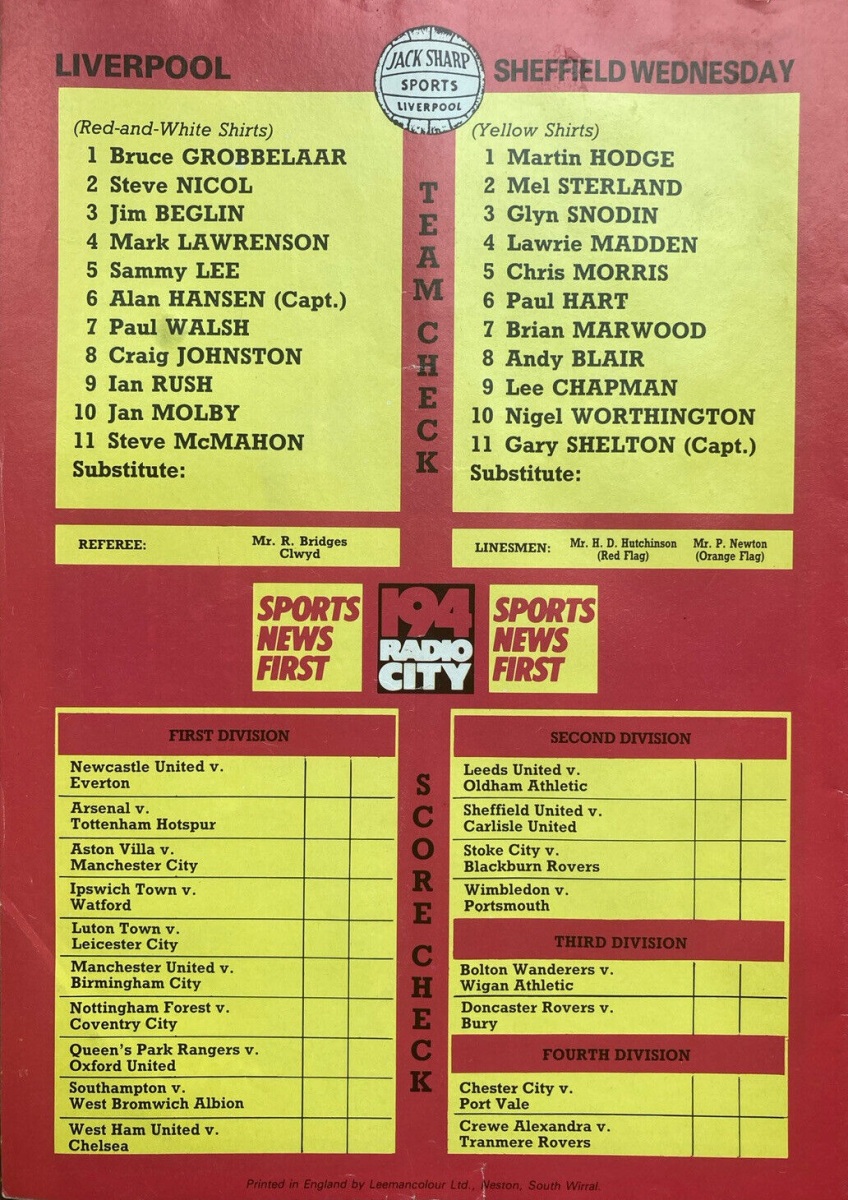 LIVERPOOL
JACK SHARP
SPORTS
LIVERPOOL
SHEFFIELD WEDNESDAY
(Red-and-White Shirts)
1 Bruce GROBBELAAR
2 Steve NICOL
3 Jim BEGLIN
4 Mark LAWRENSON
5 Sammy LEE
6 Alan HANSEN (Capt.)
7 Paul WALSH
8 Craig JOHNSTON
9 Ian RUSH
10 Jan MOLBY
11 Steve McMAHON
Substitute:
TEAM CHECK
(Yellow Shirts)
1 Martin HODGE
2 Mel STERLAND
3 Glyn SNODIN
4 Lawrie MADDEN
5 Chris MORRIS
6 Paul HART
7 Brian MARWOOD
8 Andy BLAIR
9 Lee CHAPMAN
10 Nigel WORTHINGTON
11 Gary SHELTON (Capt.)
Substitute:
REFEREE: Mr. R. Bridges
Clwyd
LINESMEN: Mr. H. D. Hutchinson Mr. P. Newton
(Red Flag) (Orange Flag)
SPORTS
NEWS
FIRST
194
RADIO
CITY
SPORTS
NEWS
FIRST
FIRST DIVISION
Newcastle United v.
Everton
Arsenal v.
Tottenham Hotspur
Aston Villa v.
Manchester City
Ipswich Town v.
Watford
Luton Town v.
Leicester City
Manchester United v.
Birmingham City
Nottingham Forest v.
Coventry City
Queen's Park Rangers v.
Oxford United
Southampton v.
West Bromwich Albion
West Ham United v.
Chelsea
SCORE CHECK
SECOND DIVISION
Leeds United v.
Oldham Athletic
Sheffield United v.
Carlisle United
Stoke City v.
Blackburn Rovers
Wimbledon v.
Portsmouth
THIRD DIVISION
Bolton Wanderers v.
Wigan Athletic
Doncaster Rovers v.
Bury
FOURTH DIVISION
Chester City v.
Port Vale
Crewe Alexandra v.
Tranmere Rovers
Printed in England by Leemancolour Ltd., Neston, South Wirral.